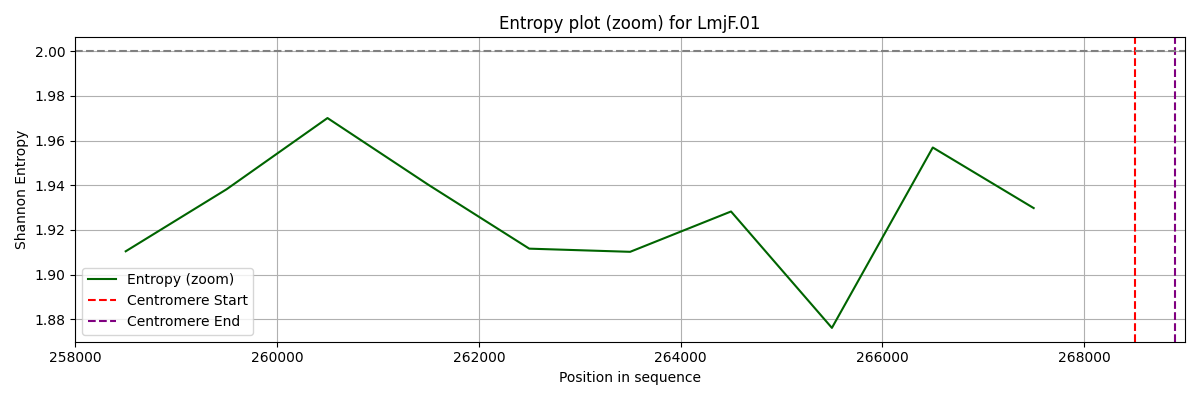 Entropy plot (zoom) for LmjF.01
Shannon Entropy
2.00
1.98
1.96
1.94
1.92
1.90
1.88
Entropy (zoom)
Centromere Start
Centromere End
258000 260000 262000 264000 266000 268000
Position in sequence